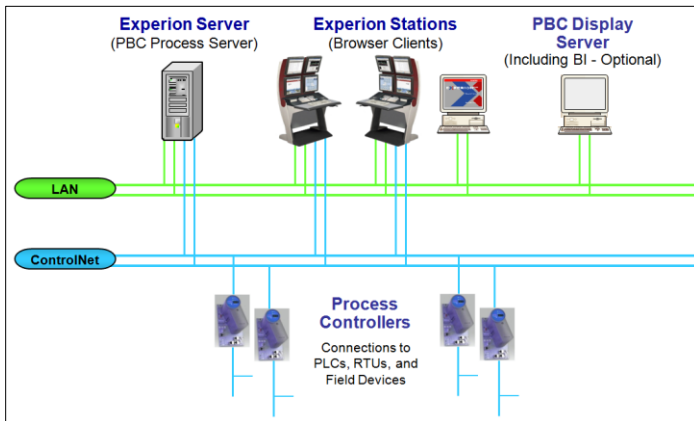 Experion Server
(PBC Process Server)
Experion Stations
(Browser Clients)
PBC Display
Server
(Including BI - Optional)
LAN
ControlNet
Process
Controllers
Connections to
PLCs, RTUs, and
Field Devices